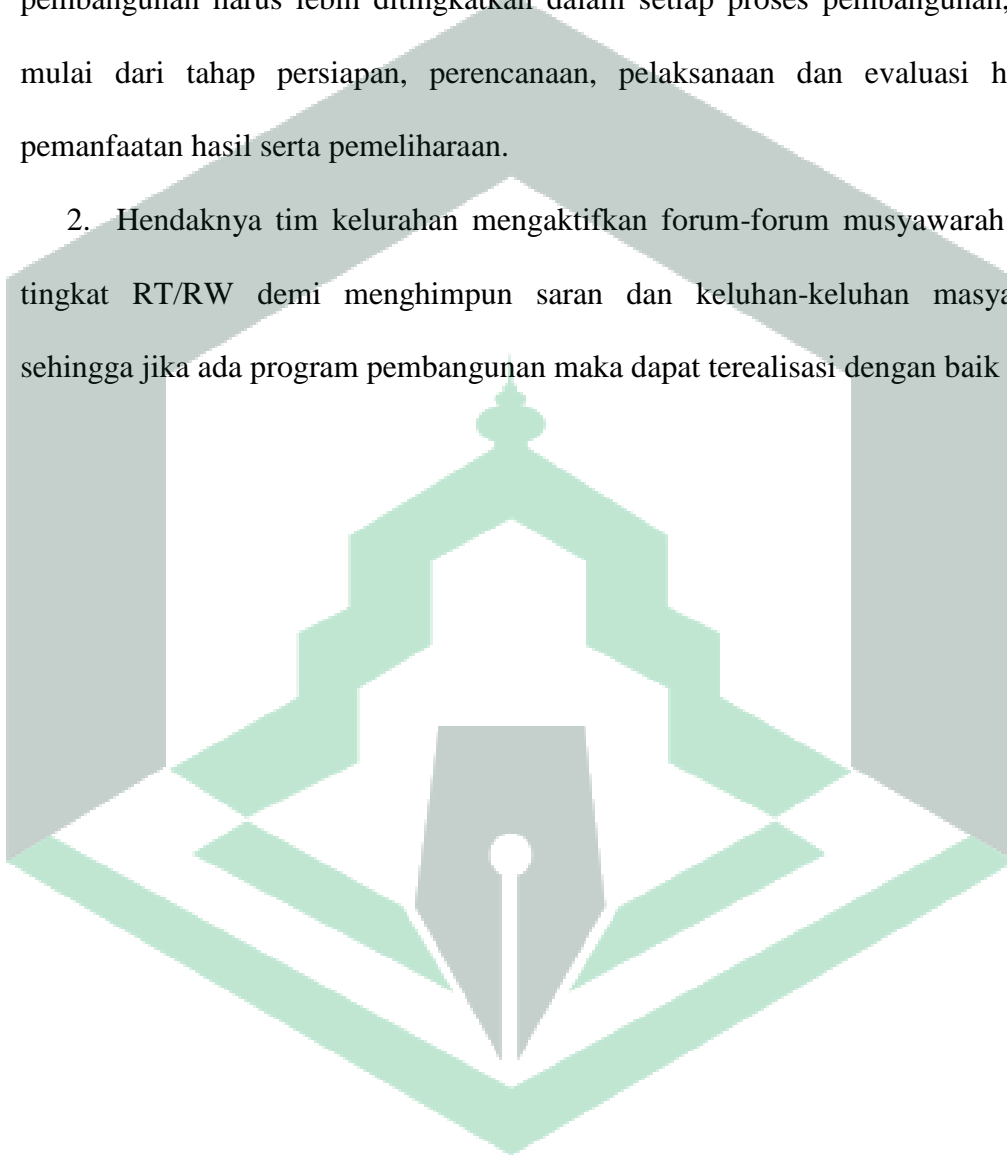 pembangunan harus lebih ditingkatkan dalam setiap proses pembangunan,
mulai dari tahap persiapan, perencanaan, pelaksanaan dan evaluasi
pemanfaatan hasil serta pemeliharaan.
2. Hendaknya tim kelurahan mengaktifkan forum-forum musyawarah
tingkat RT/RW demi menghimpun saran dan keluhan-keluhan
sehingga jika ada program pembangunan maka dapat terealisasi dengan baik